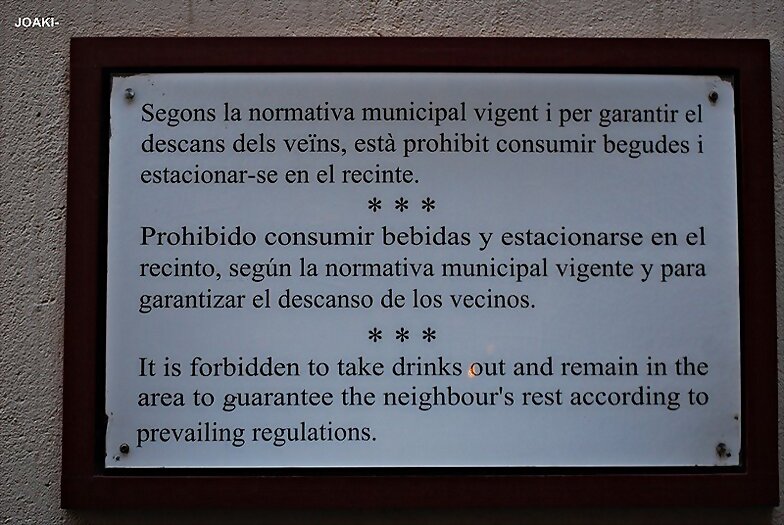 JOAKI-
Segons la normativa municipal vigent i per garantir el
descans dels veïns, està prohibit consumir begudes i
estacionar-se en el recinte.
* * *
Prohibido consumir bebidas y estacionarse en el
recinto, según la normativa municipal vigente y para
garantizar el descanso de los vecinos.
* * *
It is forbidden to take drinks out and remain in the
area to guarantee the neighbour's rest according to
prevailing regulations.